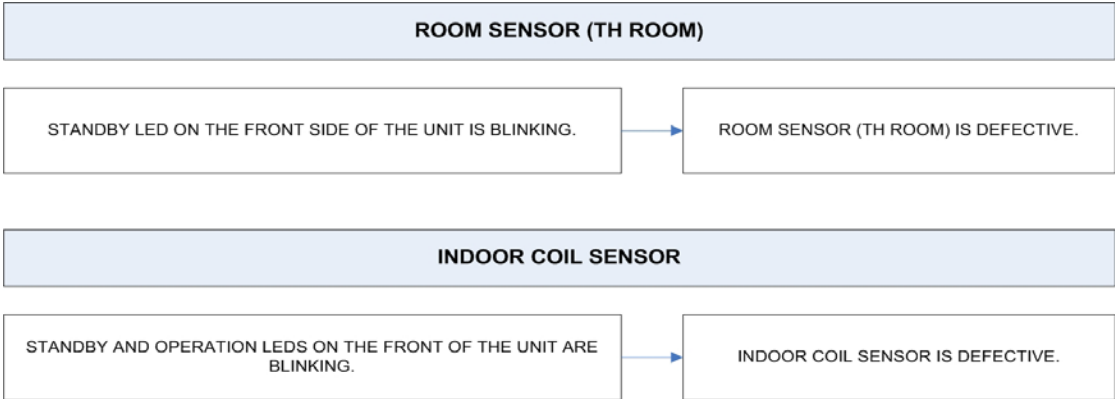 ROOM SENSOR (TH ROOM)
STANDBY LED ON THE FRONT SIDE OF THE UNIT IS BLINKING.
ROOM SENSOR (TH ROOM) IS DEFECTIVE.
INDOOR COIL SENSOR
STANDBY AND OPERATION LEDS ON THE FRONT OF THE UNIT ARE
BLINKING.
INDOOR COIL SENSOR IS DEFECTIVE.